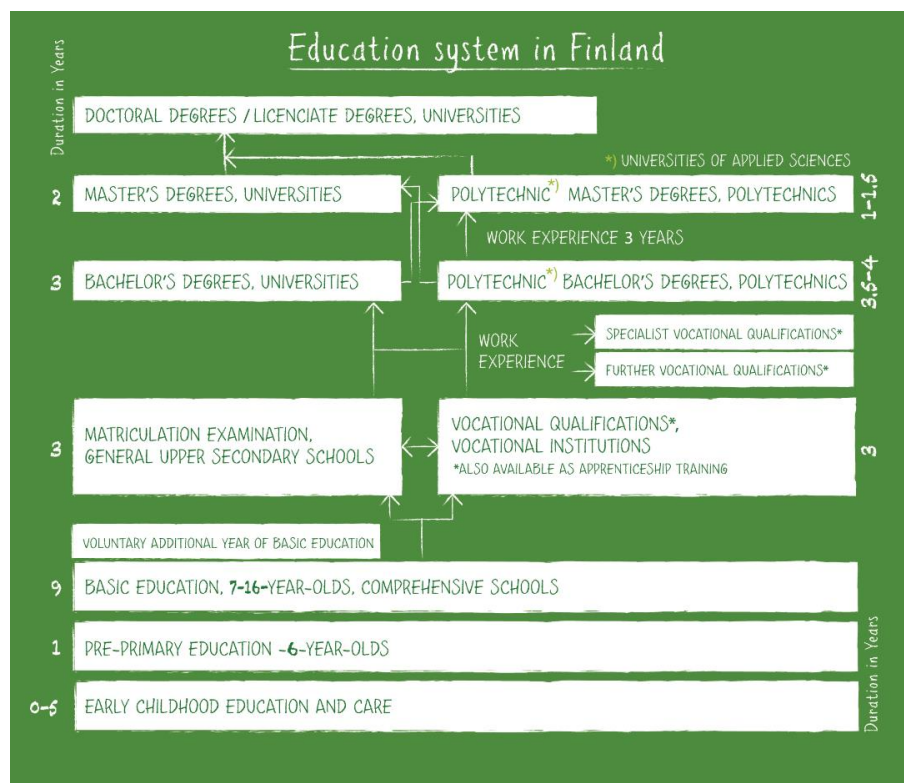 Education system in Finland
Duration in Years
DOCTORAL DEGREES / LICENCIATE DEGREES, UNIVERSITIES
*) UNIVERSITIES OF APPLIED SCIENCES
2
MASTER'S DEGREES, UNIVERSITIES
POLYTECHNIC*) MASTER'S DEGREES, POLYTECHNICS
1-1.5
WORK EXPERIENCE 3 YEARS
3
BACHELOR'S DEGREES, UNIVERSITIES
POLYTECHNIC*) BACHELOR'S DEGREES, POLYTECHNICS
3.5-4
WORK
EXPERIENCE
SPECIALIST VOCATIONAL QUALIFICATIONS*
FURTHER VOCATIONAL QUALIFICATIONS*
3
MATRICULATION EXAMINATION,
GENERAL UPPER SECONDARY SCHOOLS
VOCATIONAL QUALIFICATIONS*,
VOCATIONAL INSTITUTIONS
*ALSO AVAILABLE AS APPRENTICESHIP TRAINING
3
VOLUNTARY ADDITIONAL YEAR OF BASIC EDUCATION
9
BASIC EDUCATION, 7-16-YEAR-OLDS, COMPREHENSIVE SCHOOLS
1
PRE-PRIMARY EDUCATION -6-YEAR-OLDS
0-5
EARLY CHILDHOOD EDUCATION AND CARE
Duration in Years